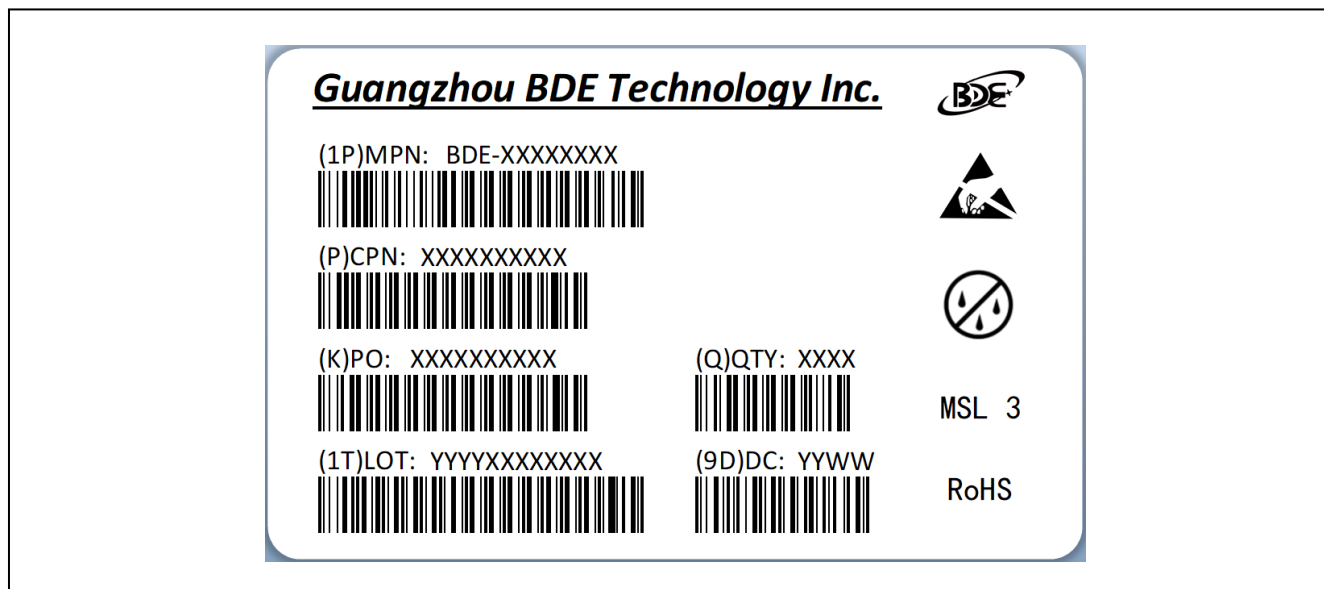 Guangzhou BDE Technology Inc.
BDE
(1P)MPN: BDE-XXXXXXXX
(P)CPN: XXXXXXXXXX
(K)PO: XXXXXXXXXX
(Q)QTY: XXXX
MSL 3
(1T)LOT: YYYYXXXXXXXX
(9D)DC: YYWW
RoHS